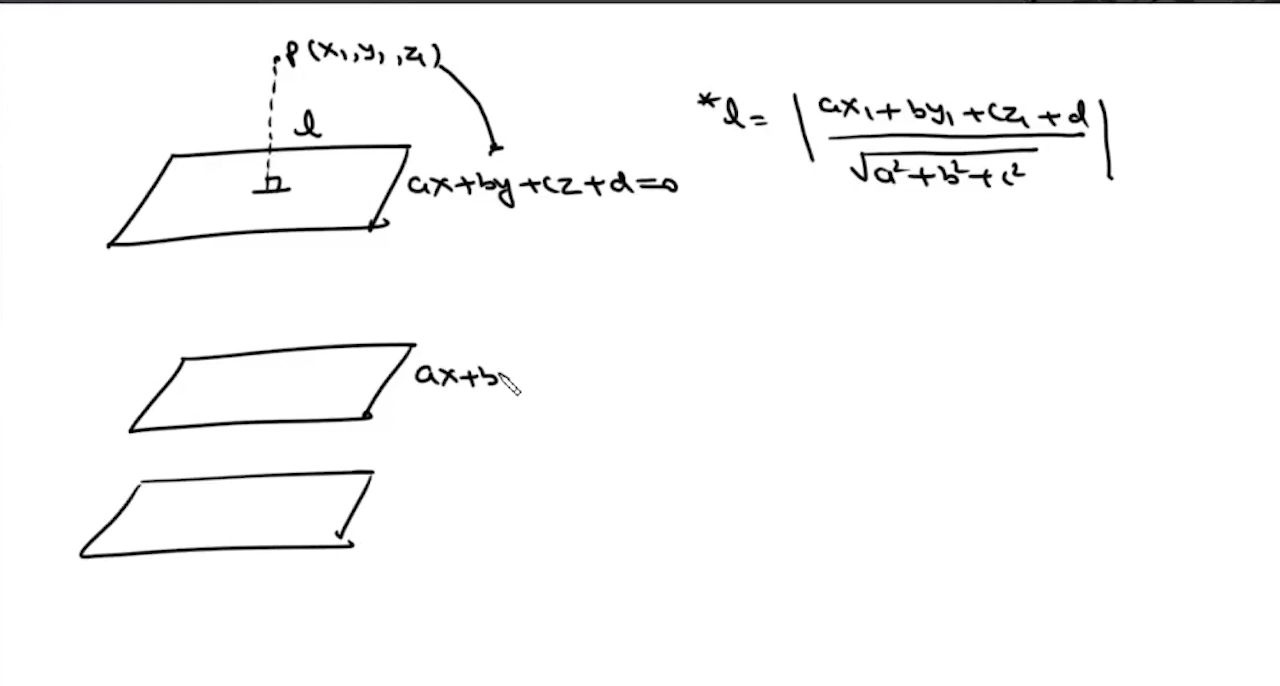 P(x₁,y₁,z₁)
l
ax+by+cz+d=0
*l= | ax₁+by₁+cz₁+d / √a²+b²+c² |
ax+b